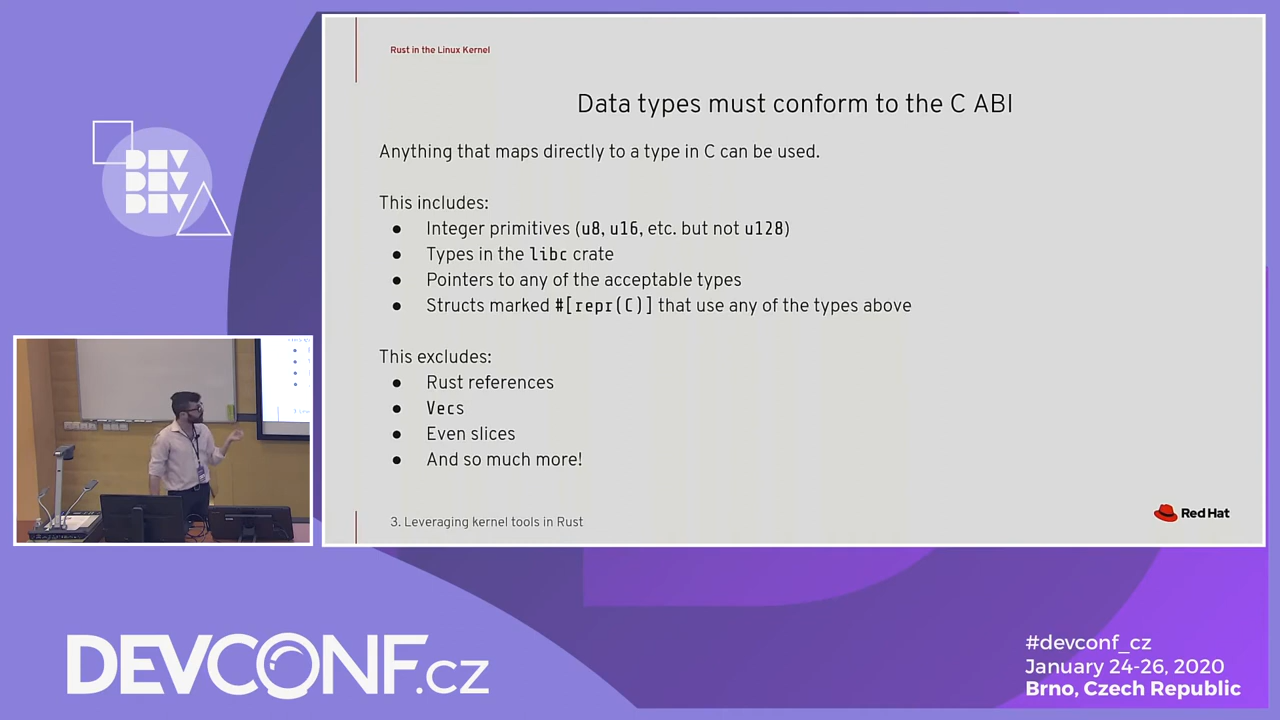 Rust in the Linux Kernel
Data types must conform to the C ABI
Anything that maps directly to a type in C can be used.
This includes:
● Integer primitives (u8, u16, etc. but not u128)
● Types in the libc crate
● Pointers to any of the acceptable types
● Structs marked #[repr(C)] that use any of the types above
This excludes:
● Rust references
● Vecs
● Even slices
● And so much more!
3. Leveraging kernel tools in Rust
Red Hat
DEV
DEV
DEV
DEVCONF.cz
#devconf_cz
January 24-26, 2020
Brno, Czech Republic